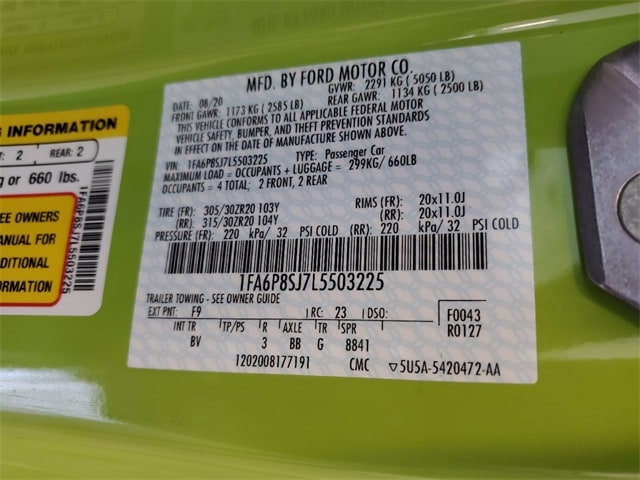 MFD. BY FORD MOTOR CO.
DATE: 08/20 GVWR: 2291 KG ( 5050 LB)
FRONT GAWR: 1173 KG ( 2585 LB) REAR GAWR: 1134 KG ( 2500 LB)
THIS VEHICLE CONFORMS TO ALL APPLICABLE FEDERAL MOTOR
VEHICLE SAFETY, BUMPER, AND THEFT PREVENTION STANDARDS
IN EFFECT ON THE DATE OF MANUFACTURE SHOWN ABOVE.
VIN: 1FA6P8SJ7L5503225 TYPE: Passenger Car
MAXIMUM LOAD = OCCUPANTS + LUGGAGE = 299KG/ 660LB
OCCUPANTS = 4 TOTAL; 2 FRONT, 2 REAR
TIRE (FR): 305/30ZR20 103Y RIMS (FR): 20x11.0J
(RR): 315/30ZR20 104Y (RR): 20x11.0J
PRESSURE (FR): 220 kPa/ 32 PSI COLD (RR): 220 kPa/ 32 PSI COLD
1FA6P8SJ7L5503225
TRAILER TOWING - SEE OWNER GUIDE
EXT PNT: F9 RC: 23 DSO: F0043
R0127
INT TR TP/PS R AXLE TR SPR
BV 3 BB G 8841
1202008177191 CMC 5U5A-5420472-AA
G INFORMATION
: 2 REAR: 2
g or 660 lbs.
EE OWNERS
ANUAL FOR
DDITIONAL
FORMATION
1FA6P8SJ7L5503225